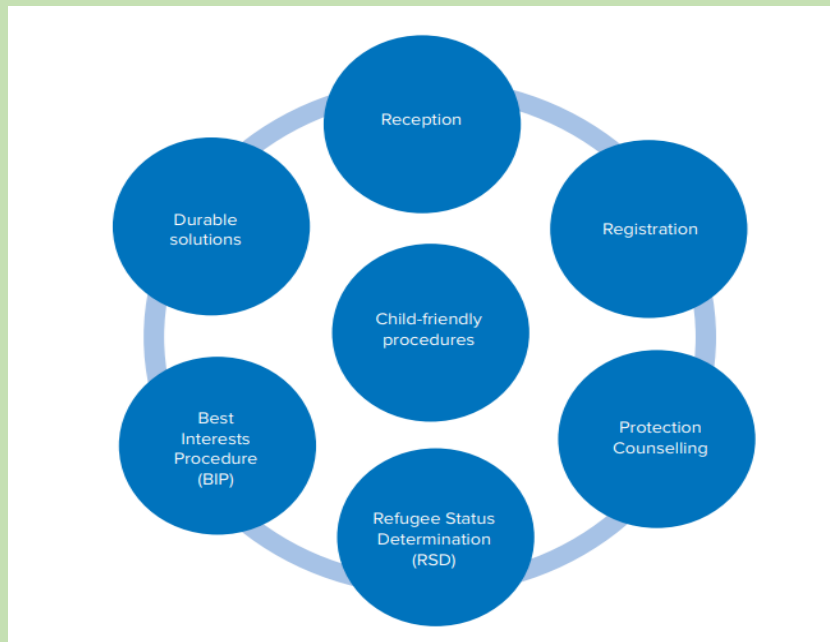 Reception
Registration
Protection
Counselling
Refugee Status
Determination
(RSD)
Best
Interests
Procedure
(BIP)
Durable
solutions
Child-friendly
procedures